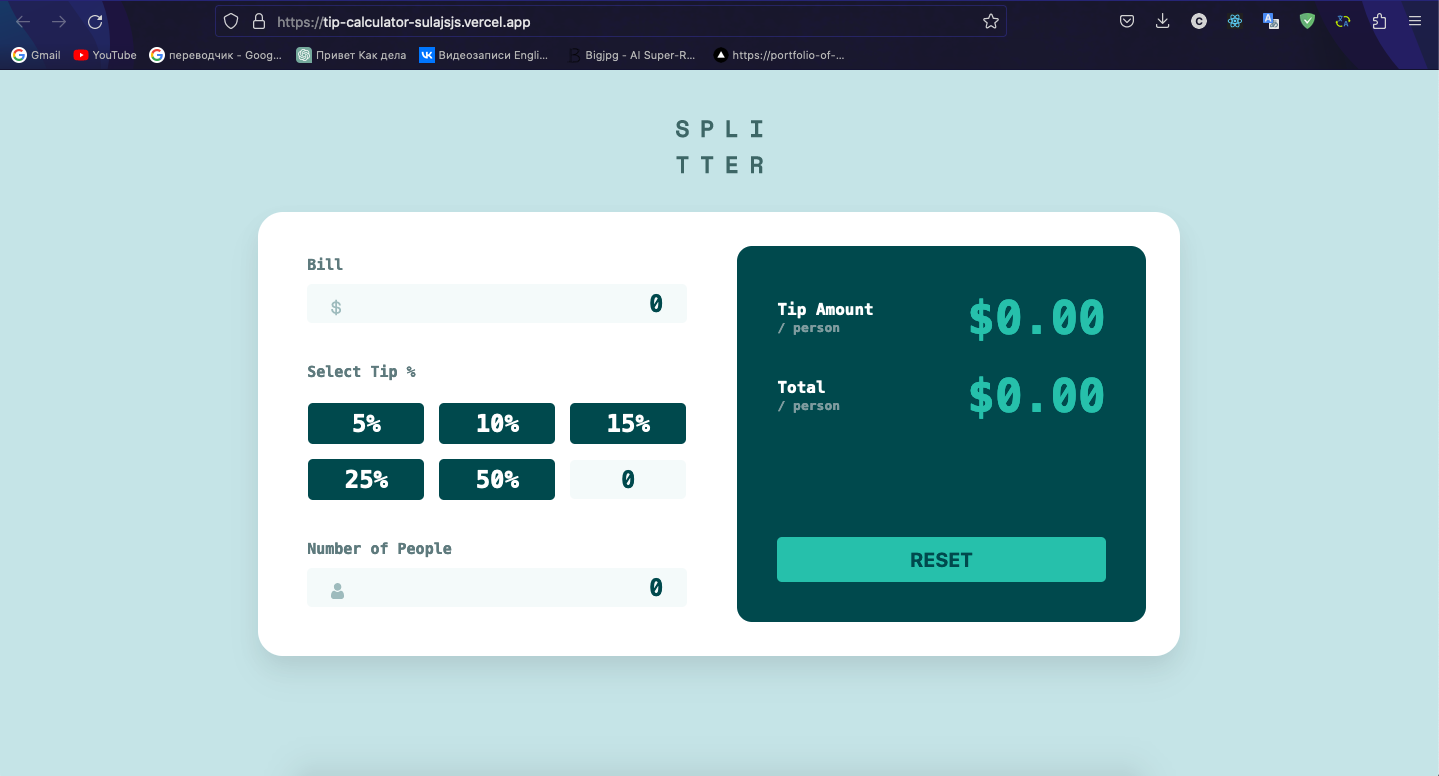 https://tip-calculator-sulajsjs.vercel.app
Gmail YouTube переводчик - Goog... Привет Как дела Видеозаписи Engli... Bigjpg - AI Super-R... https://portfolio-of-...
SPLI
TTER
Bill
$ 0
Select Tip %
5% 10% 15%
25% 50% 0
Number of People
0
Tip Amount $0.00
/ person
Total $0.00
/ person
RESET